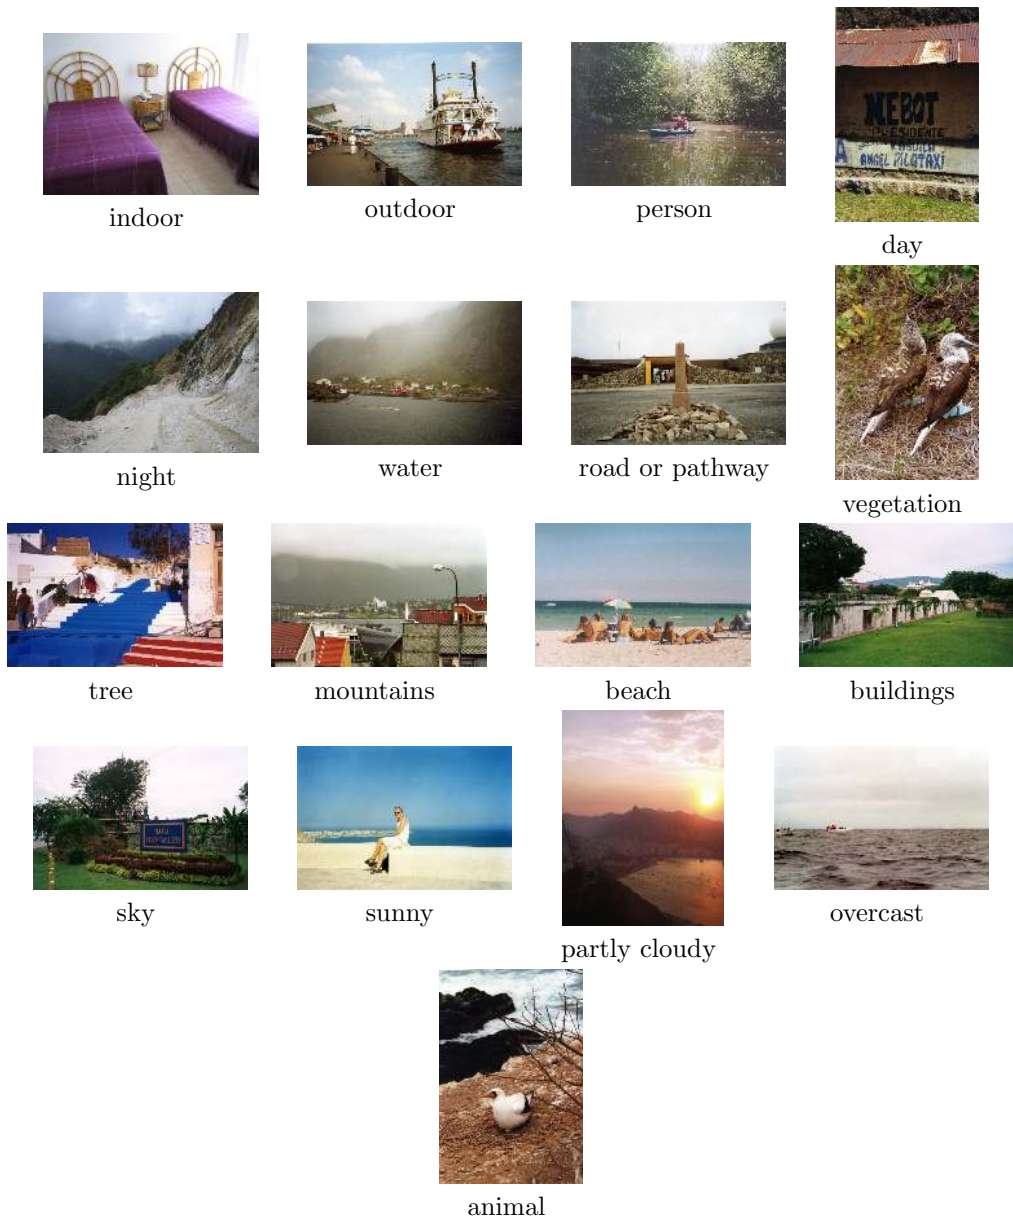 indoor
outdoor
person
NEBOT
PRESIDENTE
ANGEL PILATAXI
day
night
water
road or pathway
vegetation
tree
mountains
beach
buildings
sky
sunny
partly cloudy
overcast
animal